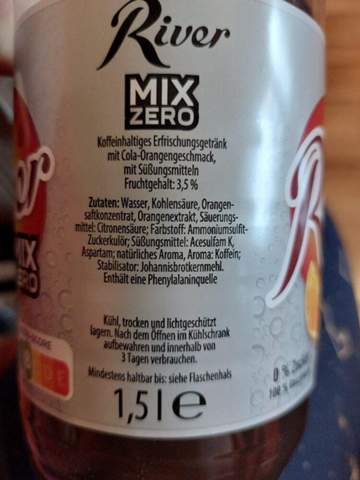 River
MIX
ZERO
Koffeinhaltiges Erfrischungsgetränk
mit Cola-Orangengeschmack,
mit Süßungsmitteln
Fruchtgehalt: 3,5 %
Zutaten: Wasser, Kohlensäure, Orangen-
saftkonzentrat, Orangenextrakt, Säuerungs-
mittel: Citronensäure; Farbstoff: Ammoniumsulfit-
Zuckerkulör; Süßungsmittel: Acesulfam K,
Aspartam; natürliches Aroma, Aroma: Koffein;
Stabilisator: Johannisbrotkernmehl.
Enthält eine Phenylalaninquelle
Kühl, trocken und lichtgeschützt
lagern. Nach dem Öffnen im Kühlschrank
aufbewahren und innerhalb von
3 Tagen verbrauchen.
Mindestens haltbar bis: siehe Flaschenhals
1,5 l e
MIX
ZERO
0 %
100 %